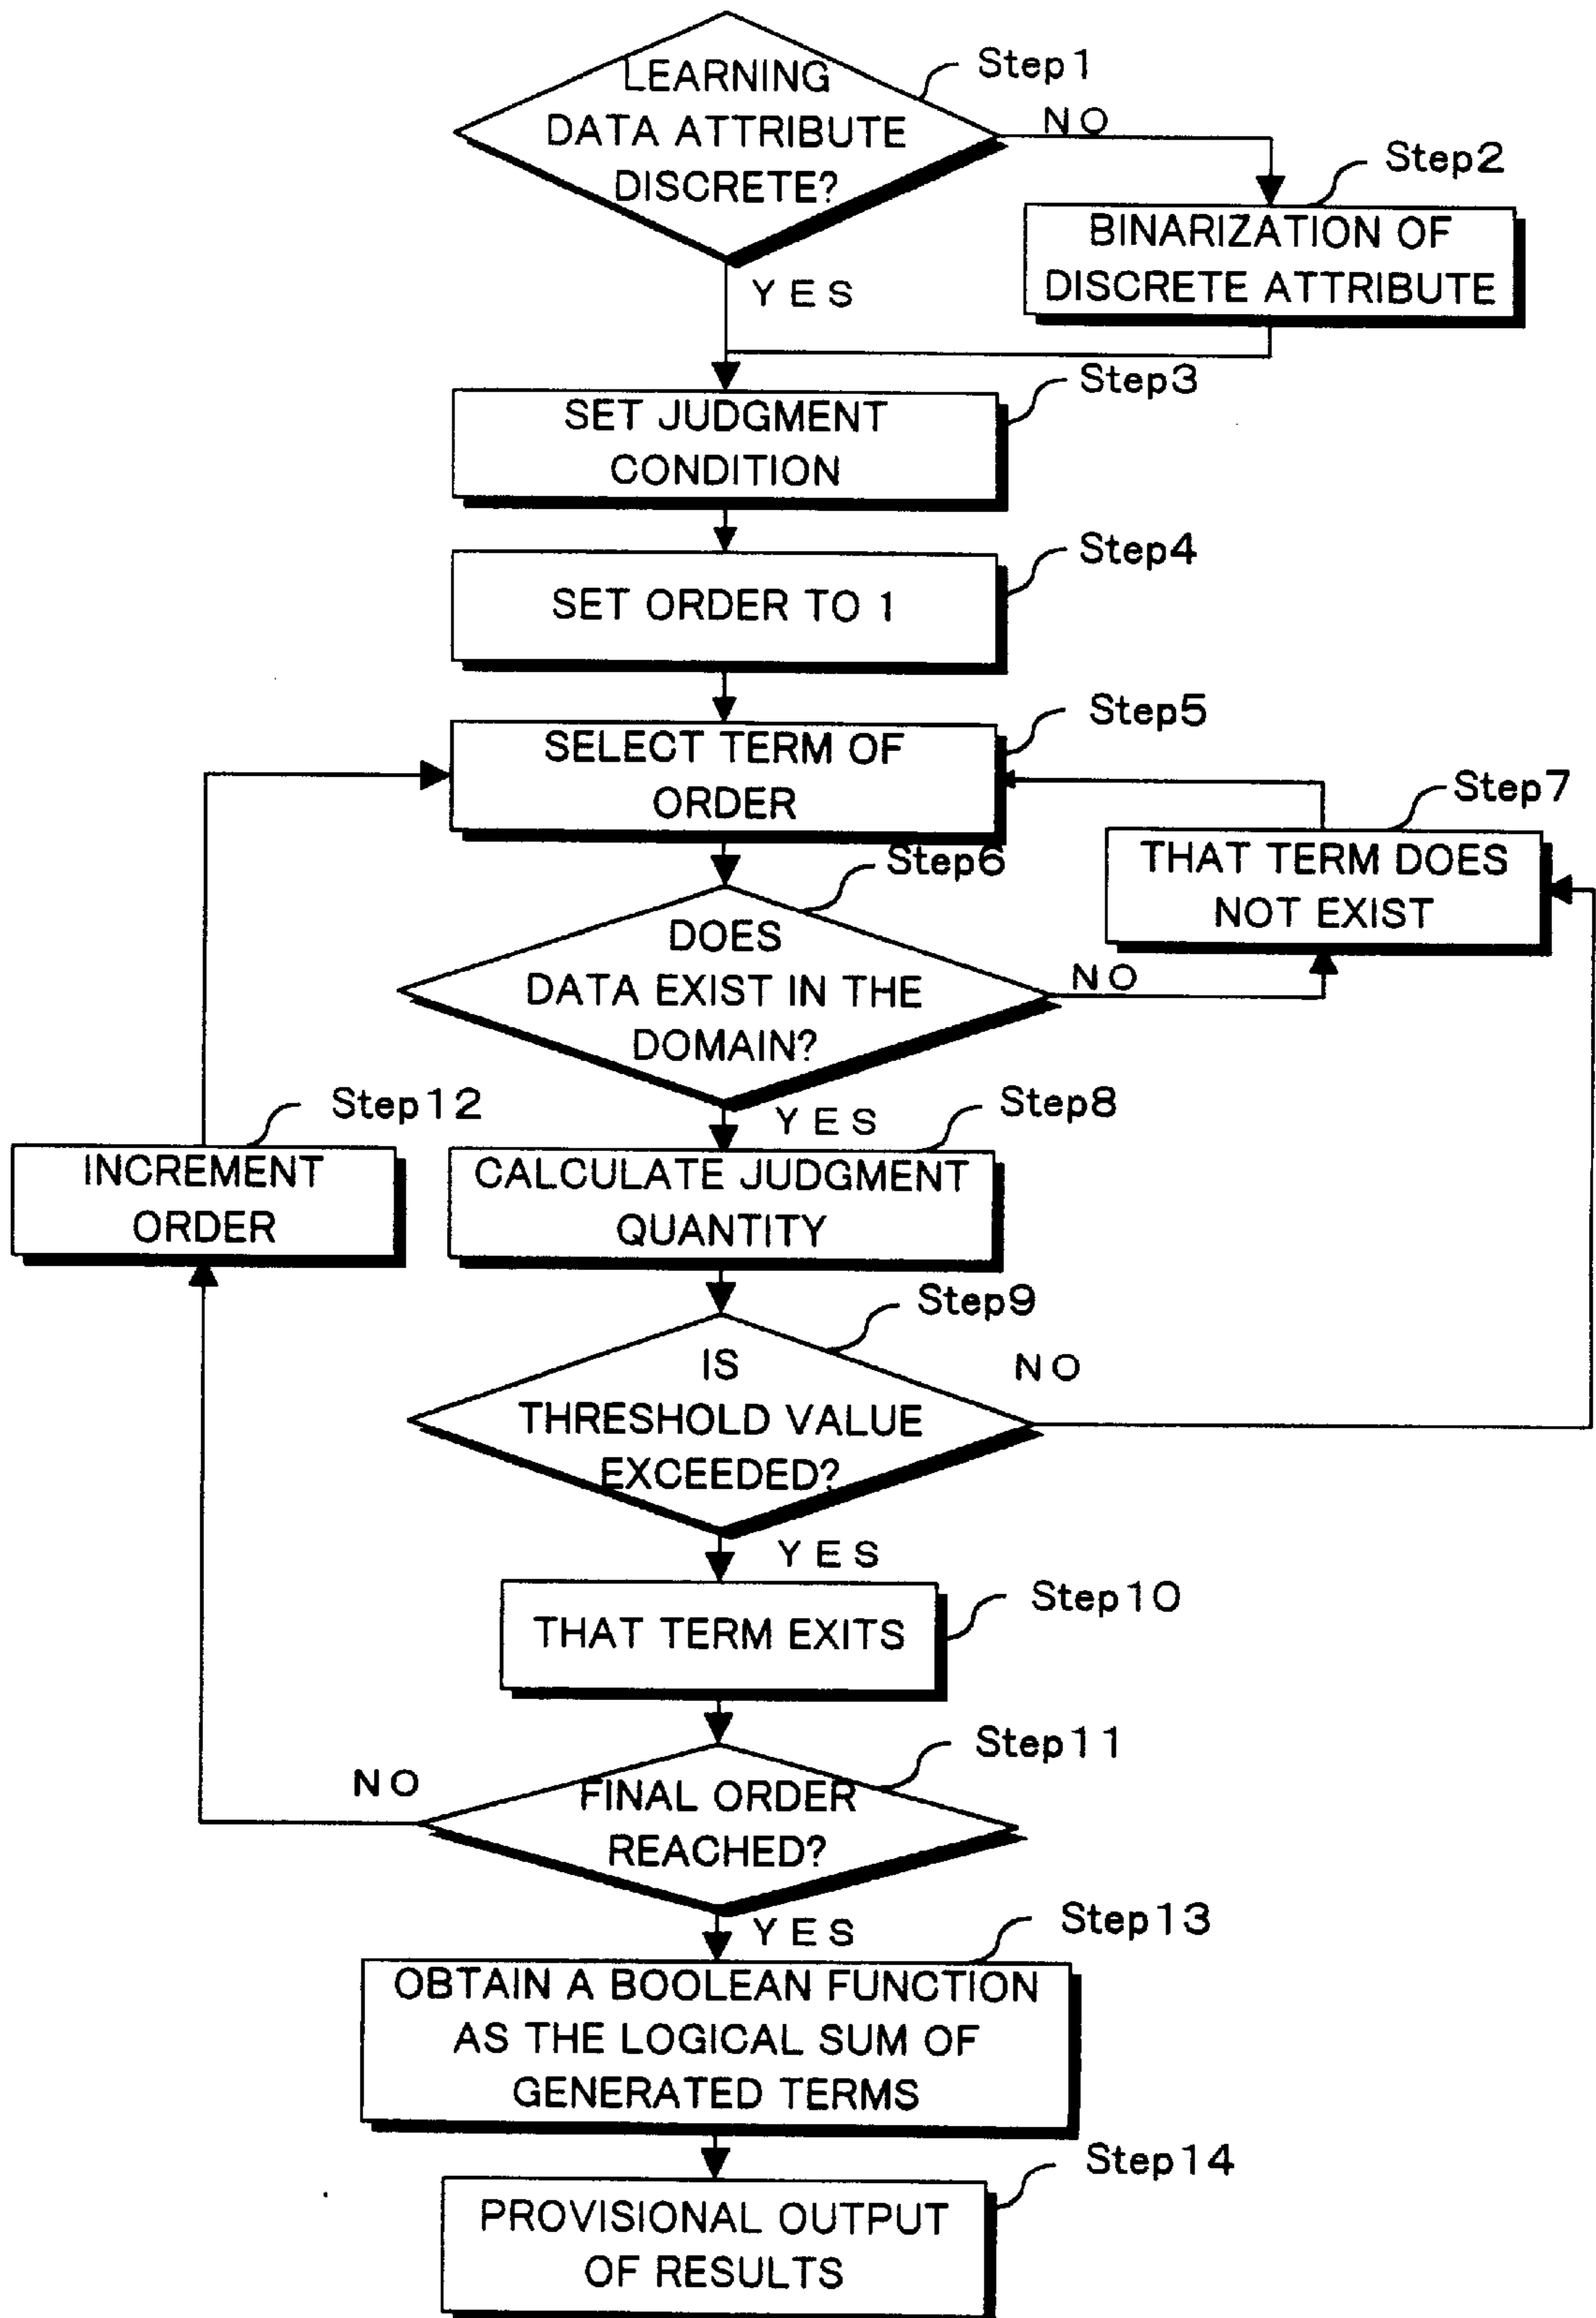 Step1
LEARNING
DATA ATTRIBUTE
DISCRETE?
NO
YES
Step2
BINARIZATION OF
DISCRETE ATTRIBUTE
Step3
SET JUDGMENT
CONDITION
Step4
SET ORDER TO 1
Step5
SELECT TERM OF
ORDER
Step6
DOES
DATA EXIST IN THE
DOMAIN?
NO
YES
Step7
THAT TERM DOES
NOT EXIST
Step8
CALCULATE JUDGMENT
QUANTITY
Step9
IS
THRESHOLD VALUE
EXCEEDED?
NO
YES
Step10
THAT TERM EXITS
Step11
FINAL ORDER
REACHED?
NO
YES
Step12
INCREMENT
ORDER
Step13
OBTAIN A BOOLEAN FUNCTION
AS THE LOGICAL SUM OF
GENERATED TERMS
Step14
PROVISIONAL OUTPUT
OF RESULTS